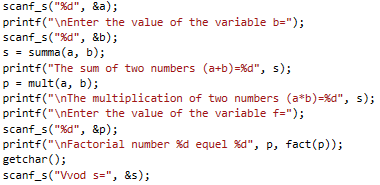 scanf_s("%d", &a);
printf("\nEnter the value of the variable b=");
scanf_s("%d", &b);
s = summa(a, b);
printf("The sum of two numbers (a+b)=%d", s);
p = mult(a, b);
printf("\nThe multiplication of two numbers (a*b)=%d", s);
printf("\nEnter the value of the variable f=");
scanf_s("%d", &p);
printf("\nFactorial number %d equel %d", p, fact(p));
getchar();
scanf_s("Vvod s=", &s);